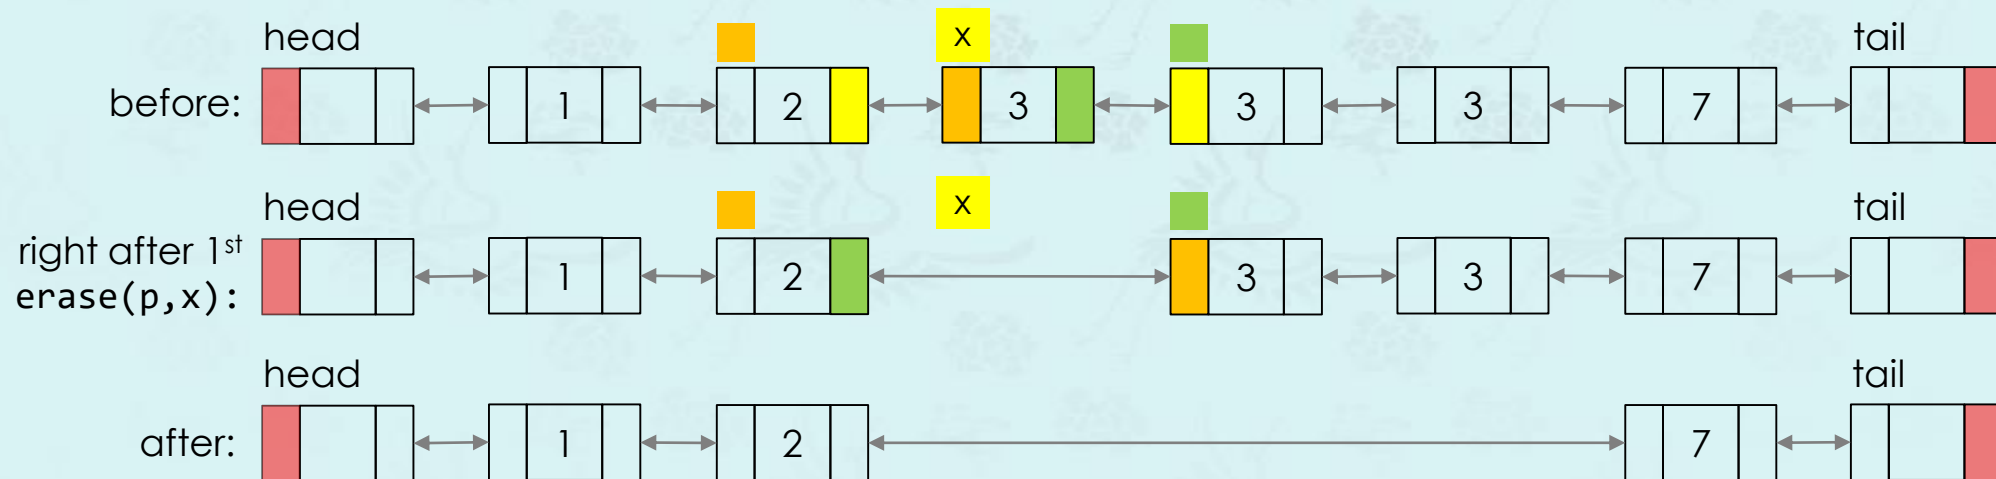 head x tail
before: 1 2 3 3 3 7
head x tail
right after 1st
erase(p,x): 1 2 3 3 7
head tail
after: 1 2 7